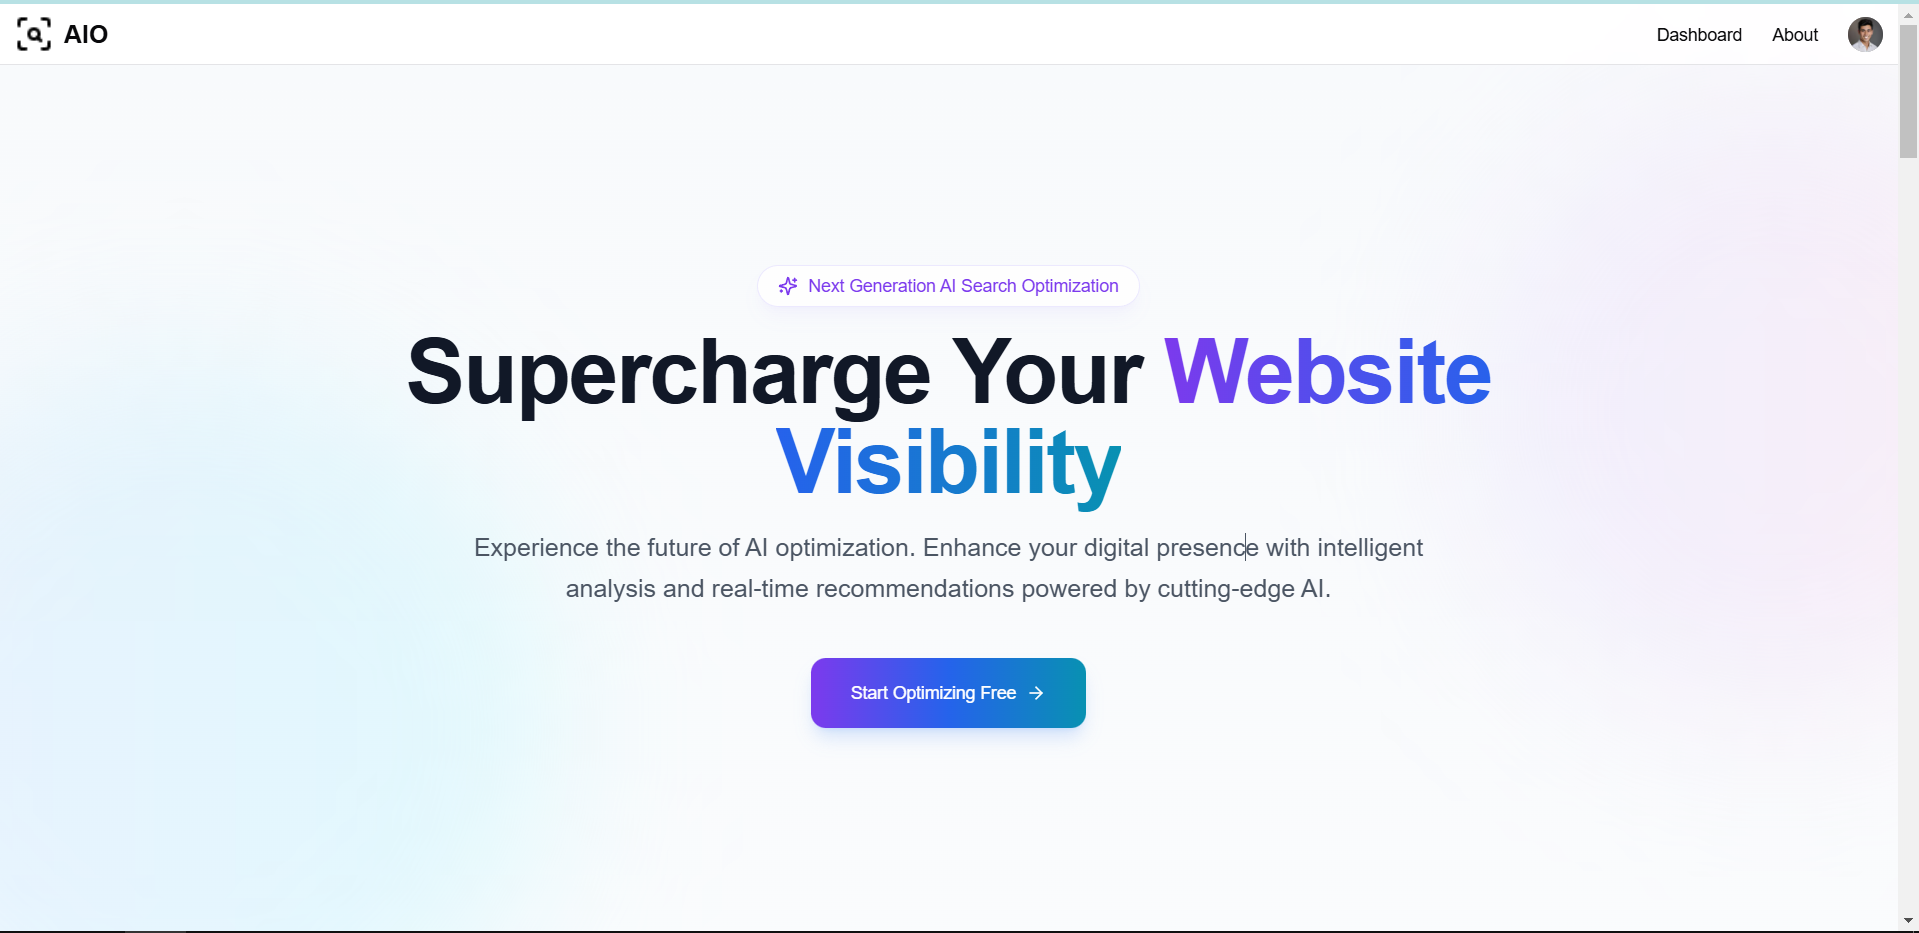 AIO
Dashboard
About
Next Generation AI Search Optimization
Supercharge Your Website
Visibility
Experience the future of AI optimization. Enhance your digital presence with intelligent
analysis and real-time recommendations powered by cutting-edge AI.
Start Optimizing Free